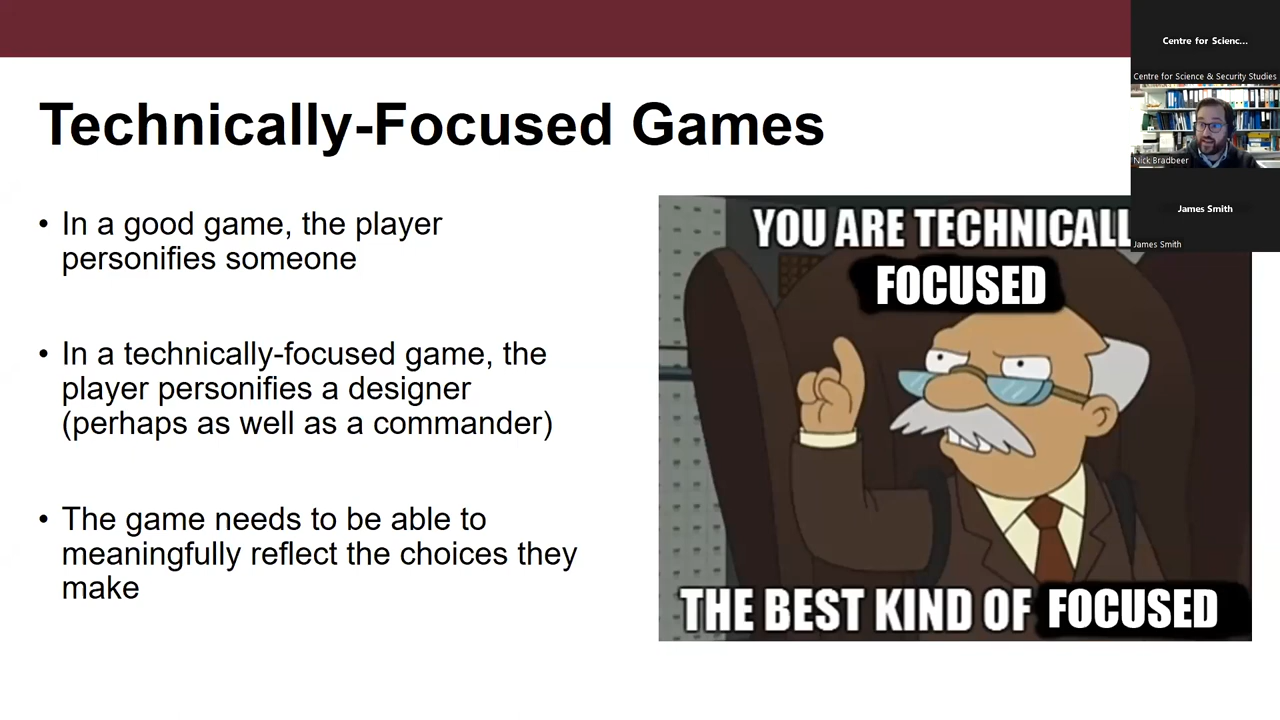 Technically-Focused Games
• In a good game, the player
personifies someone
• In a technically-focused game, the
player personifies a designer
(perhaps as well as a commander)
• The game needs to be able to
meaningfully reflect the choices they
make
YOU ARE TECHNICALL
FOCUSED
THE BEST KIND OF FOCUSED
Centre for Scienc...
Centre for Science & Security Studies
Nick Bradbeer
James Smith
James Smith